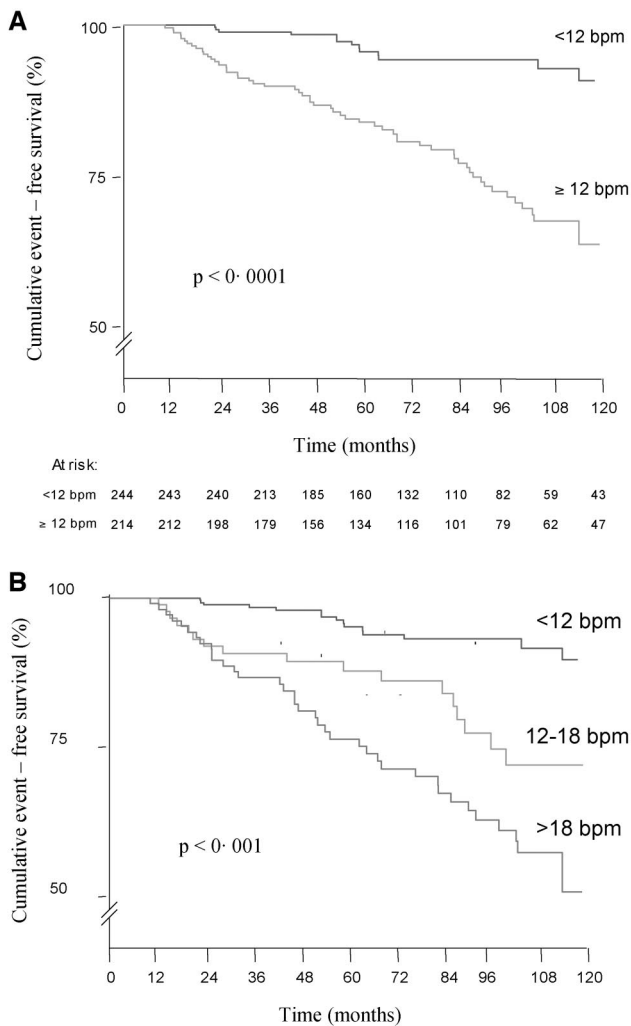 A
100
75
50
Cumulative event – free survival (%)
<12 bpm
≥ 12 bpm
p < 0· 0001
0 12 24 36 48 60 72 84 96 108 120
Time (months)
At risk:
<12 bpm 244 243 240 213 185 160 132 110 82 59 43
≥ 12 bpm 214 212 198 179 156 134 116 101 79 62 47
B
100
75
50
Cumulative event – free survival (%)
<12 bpm
12-18 bpm
>18 bpm
p < 0· 001
0 12 24 36 48 60 72 84 96 108 120
Time (months)